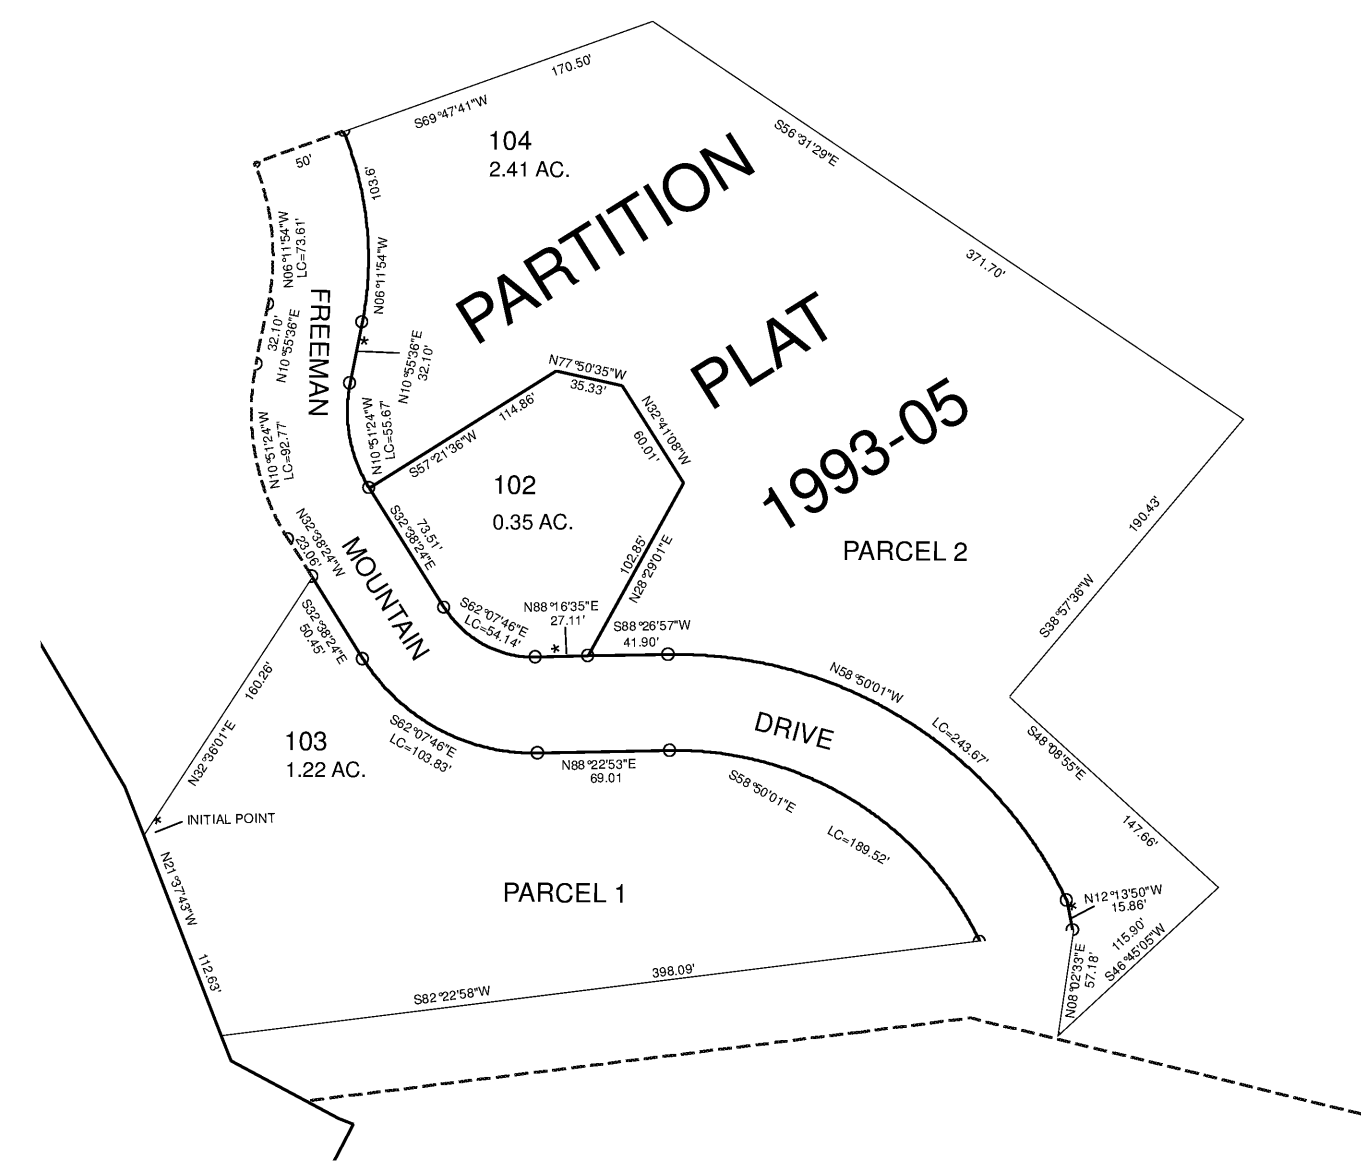 170.50'
S69°47'41"W
104
2.41 AC.
S56°31'29"E
371.70'
50'
103.6'
N06°11'54"W
LC=73.61'
N06°11'54"W
PARTITION
PLAT
1993-05
FREEMAN
32.10'
N10°55'36"E
N10°55'36"E
32.10'
N10°51'24"W
LC=92.77'
N10°51'24"W
LC=55.67'
N77°50'35"W
35.33'
114.86'
S57°21'36"W
N32°41'08"W
60.01'
102
0.35 AC.
73.51'
S32°38'24"E
N32°38'24"W
23.06'
MOUNTAIN
102.85'
N28°29'01"E
PARCEL 2
190.43'
S38°57'36"W
S32°38'24"E
50.45'
S62°07'46"E
LC=54.14'
N88°16'35"E
27.11'
*
S88°26'57"W
41.90'
N58°50'01"W
LC=243.67'
160.26'
N32°36'01"E
103
1.22 AC.
S62°07'46"E
LC=103.83'
DRIVE
N88°22'53"E
69.01
S58°50'01"E
LC=189.52'
S48°08'55"E
147.66'
*
INITIAL POINT
N21°37'43"W
112.63'
PARCEL 1
N12°13'50"W
15.86'
115.90'
S46°45'05"W
N08°02'33"E
57.18'
398.09'
S82°22'58"W